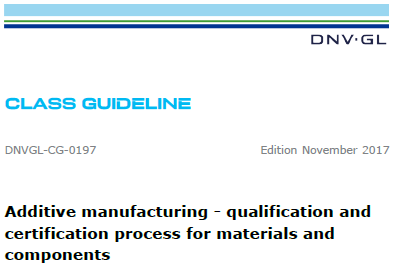 DNV·GL
CLASS GUIDELINE
DNVGL-CG-0197 Edition November 2017
Additive manufacturing - qualification and
certification process for materials and
components